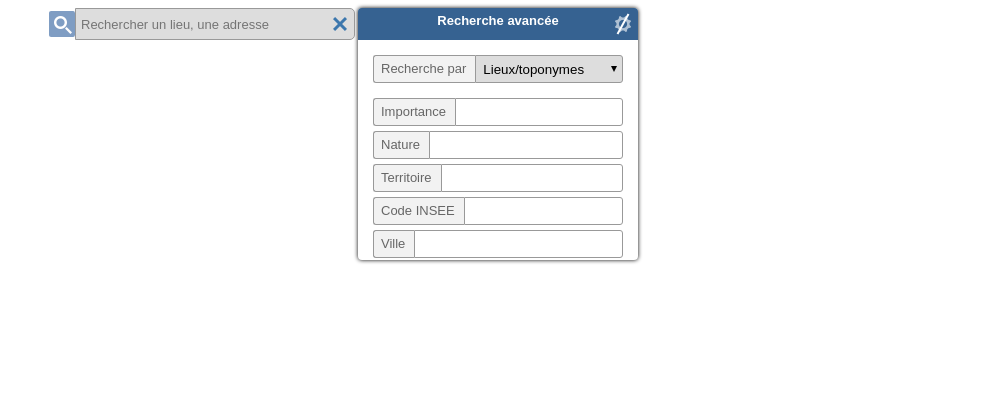 Rechercher un lieu, une adresse
Recherche avancée
Recherche par Lieux/toponymes
Importance
Nature
Territoire
Code INSEE
Ville